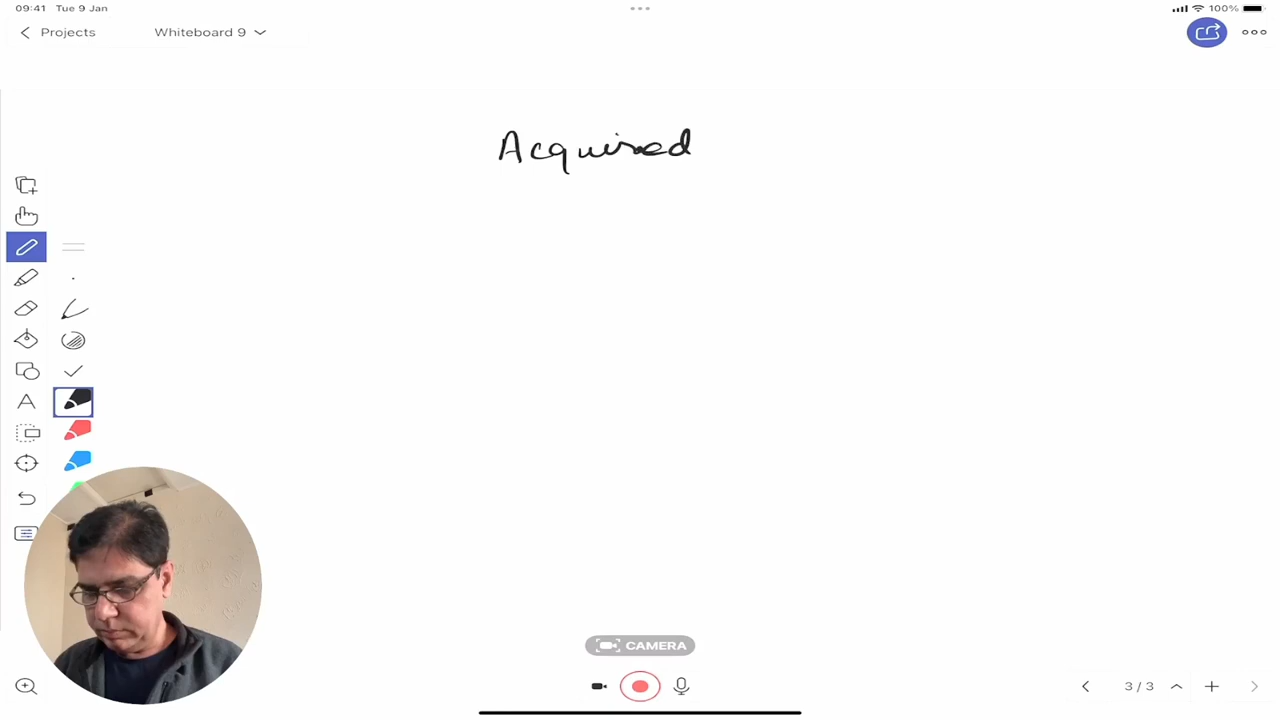 09:41 Tue 9 Jan
100%
Projects
Whiteboard 9
Acquired
A
CAMERA
3/3